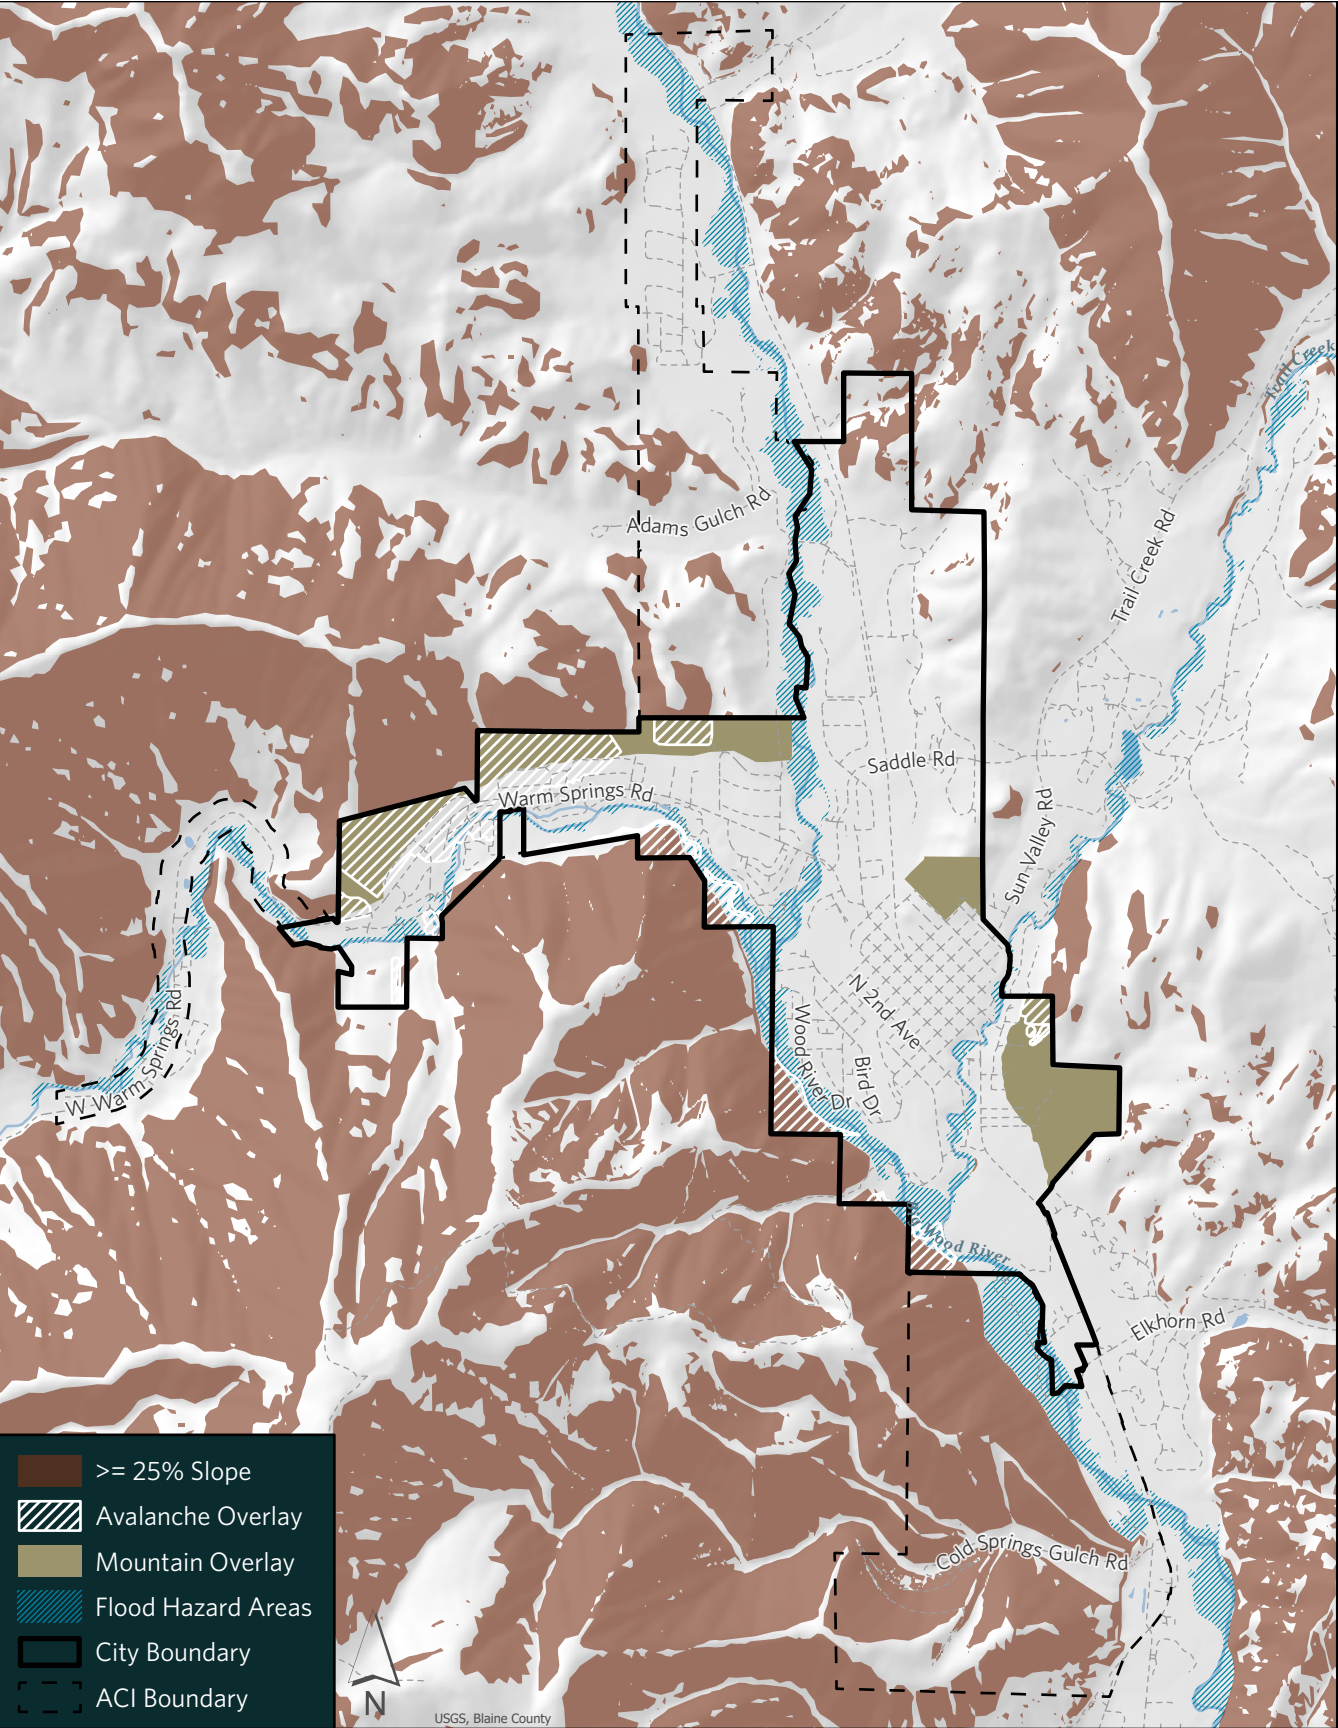 Trail Creek
Adams Gulch Rd
Trail Creek Rd
Saddle Rd
Warm Springs Rd
Sun Valley Rd
N 2nd Ave
W Warm Springs Rd
Wood River Dr
Bird Dr
Wood River
Elkhorn Rd
Cold Springs Gulch Rd
>= 25% Slope
Avalanche Overlay
Mountain Overlay
Flood Hazard Areas
City Boundary
ACI Boundary
N
USGS, Blaine County